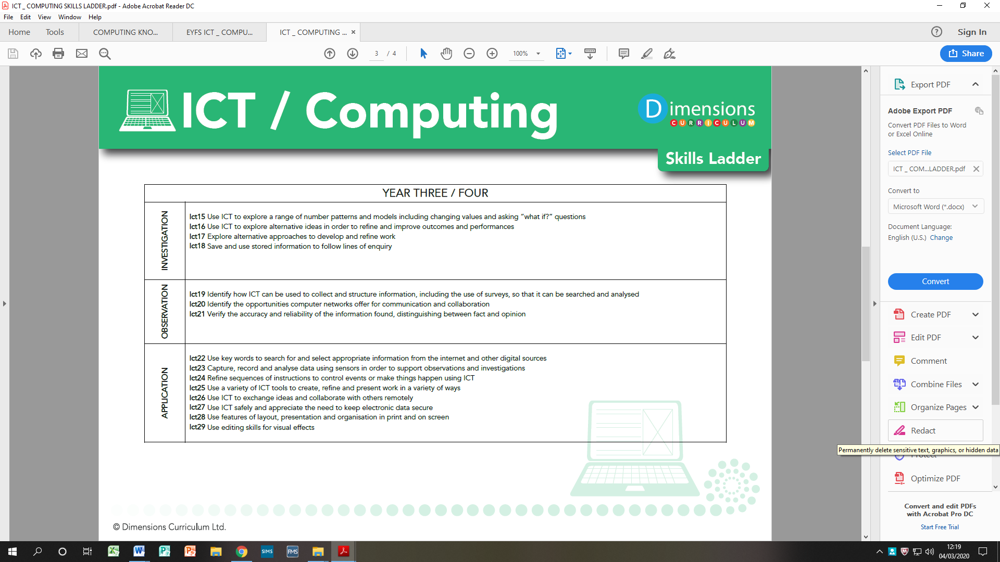 ICT _ COMPUTING SKILLS LADDER.pdf - Adobe Acrobat Reader DC
File Edit View Window Help
Home Tools COMPUTING KNO... EYFS ICT _ COMPU... ICT _ COMPUTING ... Sign In
3 / 4 100% Share
ICT / Computing
Dimensions
CURRICULUM
Skills Ladder
YEAR THREE / FOUR
INVESTIGATION
Ict15 Use ICT to explore a range of number patterns and models including changing values and asking “what if?” questions
Ict16 Use ICT to explore alternative ideas in order to refine and improve outcomes and performances
Ict17 Explore alternative approaches to develop and refine work
Ict18 Save and use stored information to follow lines of enquiry
OBSERVATION
Ict19 Identify how ICT can be used to collect and structure information, including the use of surveys, so that it can be searched and analysed
Ict20 Identify the opportunities computer networks offer for communication and collaboration
Ict21 Verify the accuracy and reliability of the information found, distinguishing between fact and opinion
APPLICATION
Ict22 Use key words to search for and select appropriate information from the internet and other digital sources
Ict23 Capture, record and analyse data using sensors in order to support observations and investigations
Ict24 Refine sequences of instructions to control events or make things happen using ICT
Ict25 Use a variety of ICT tools to create, refine and present work in a variety of ways
Ict26 Use ICT to exchange ideas and collaborate with others remotely
Ict27 Use ICT safely and appreciate the need to keep electronic data secure
Ict28 Use features of layout, presentation and organisation in print and on screen
Ict29 Use editing skills for visual effects
© Dimensions Curriculum Ltd.
Export PDF
Adobe Export PDF
Convert PDF Files to Word
or Excel Online
Select PDF File
ICT _ COM...LADDER.pdf
Convert to
Microsoft Word (*.docx)
Document Language:
English (U.S.) Change
Convert
Create PDF
Edit PDF
Comment
Combine Files
Organize Pages
Redact
Permanently delete sensitive text, graphics, or hidden data
Protect
Optimize PDF
Convert and edit PDFs
with Acrobat Pro DC
Start Free Trial
SIMS FMS
12:19
04/03/2020